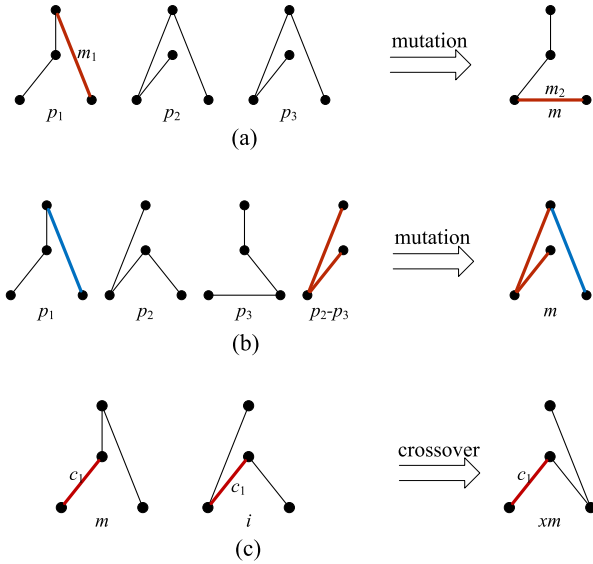 m₁
mutation
m₂
p₁
p₂
p₃
m
(a)
mutation
p₁
p₂
p₃
p₂-p₃
m
(b)
crossover
c₁
c₁
c₁
m
i
xm
(c)